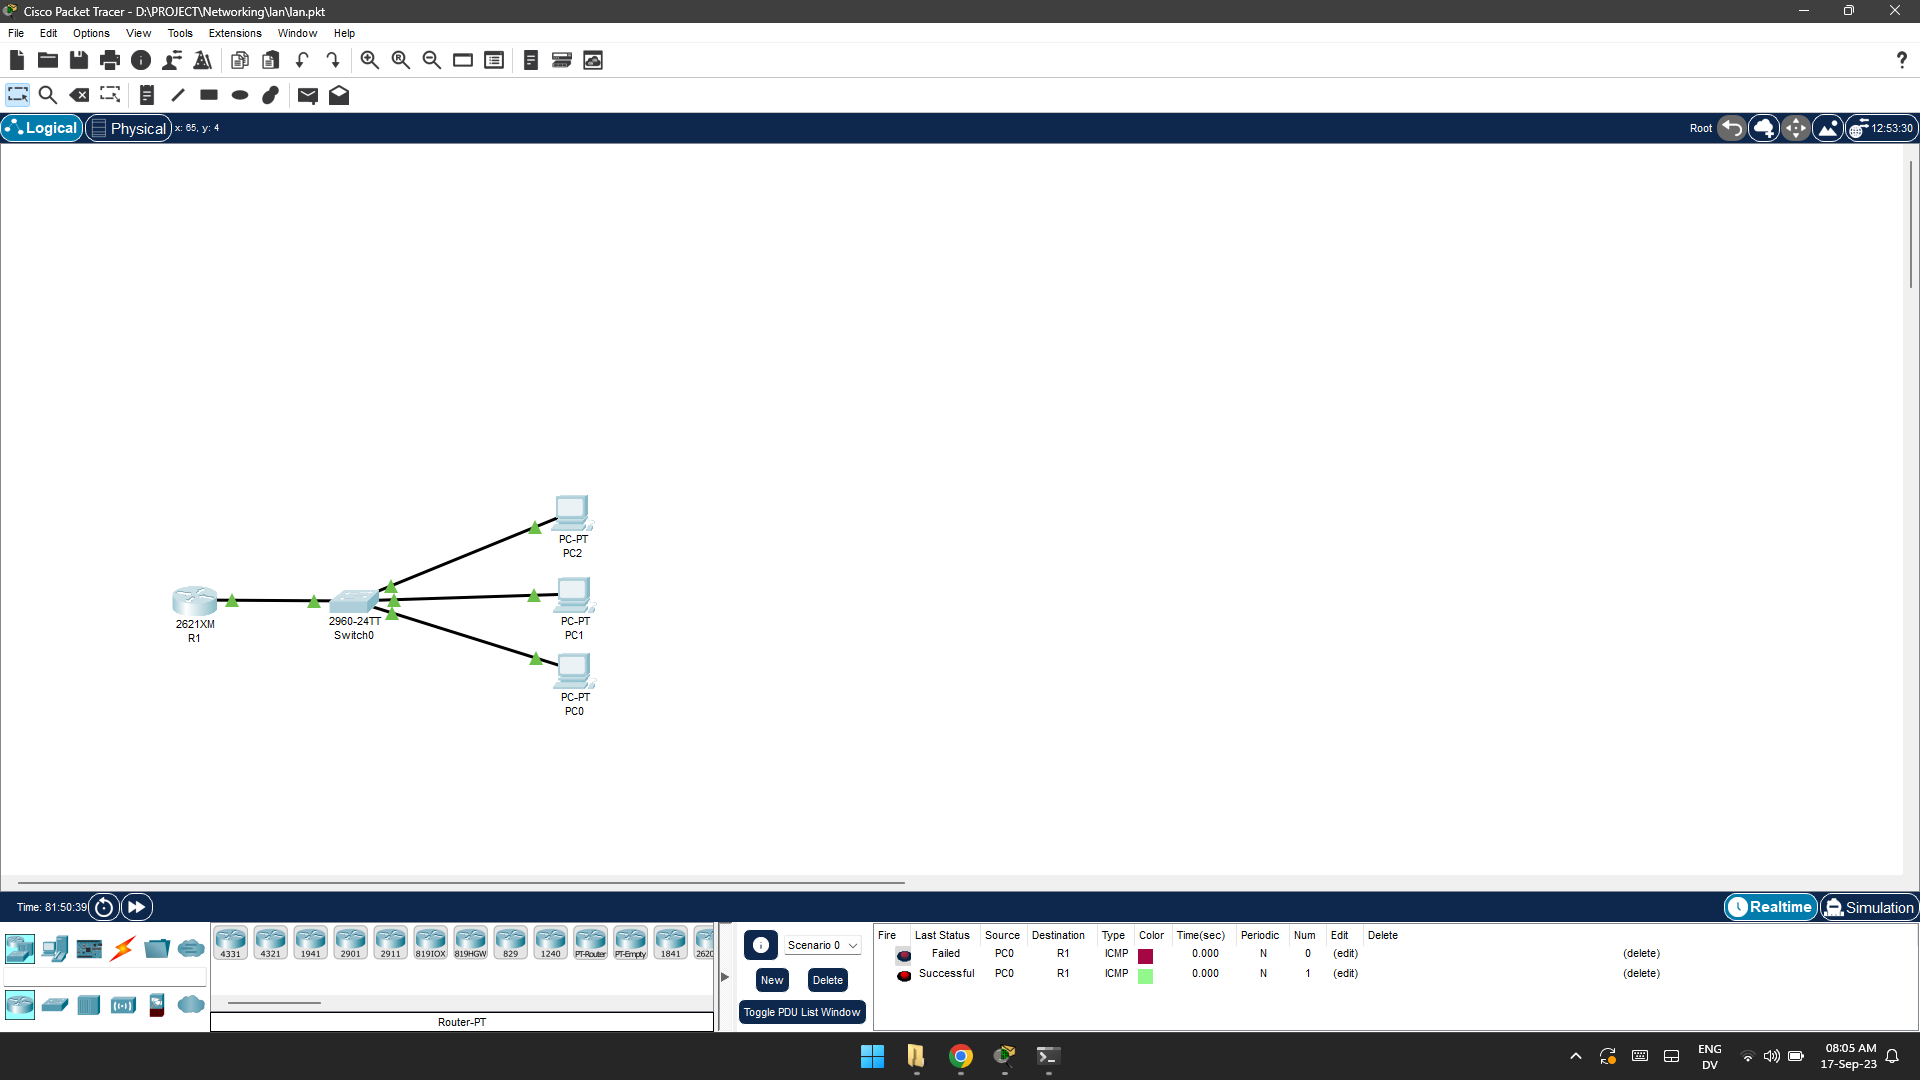 Cisco Packet Tracer - D:\PROJECT\Networking\lan\lan.pkt
File Edit Options View Tools Extensions Window Help
Logical Physical x: 65, y: 4 Root 12:53:30
PC-PT
PC2
2621XM
R1
2960-24TT
Switch0
PC-PT
PC1
PC-PT
PC0
Time: 81:50:39 Realtime Simulation
4331 4321 1941 2901 2911 819IOX 819HGW 829 1240 PT-Router PT-Empty 1841 2620
Router-PT
Scenario 0
New Delete
Toggle PDU List Window
Fire Last Status Source Destination Type Color Time(sec) Periodic Num Edit Delete
Failed PC0 R1 ICMP 0.000 N 0 (edit) (delete)
Successful PC0 R1 ICMP 0.000 N 1 (edit) (delete)
ENG
DV
08:05 AM
17-Sep-23